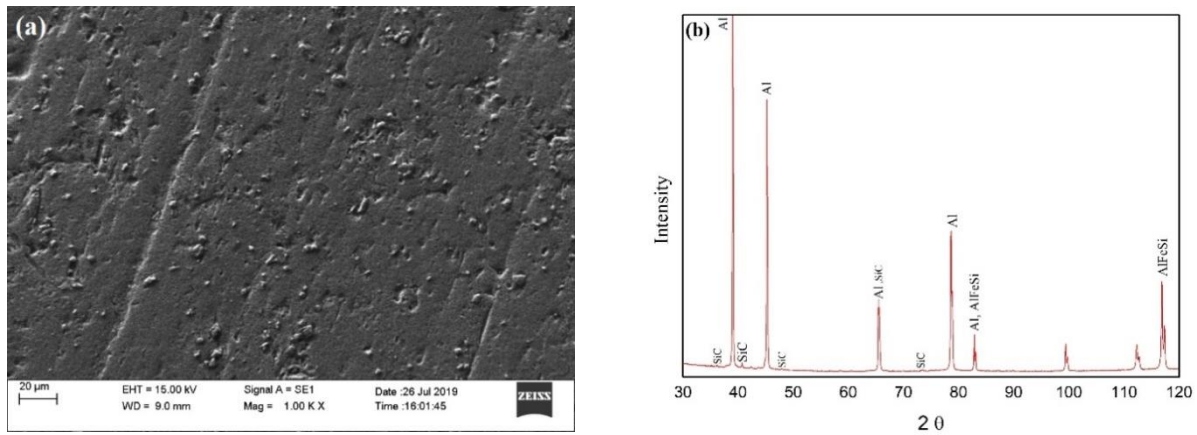 (a)
20 µm
EHT = 15.00 kV
WD = 9.0 mm
Signal A = SE1
Mag = 1.00 K X
Date :26 Jul 2019
Time :16:01:45
ZEISS
(b)
Al
Al
SiC
SiC
SiC
Al ,SiC
SiC
Al
Al, AlFeSi
AlFeSi
Intensity
30 40 50 60 70 80 90 100 110 120
2 θ